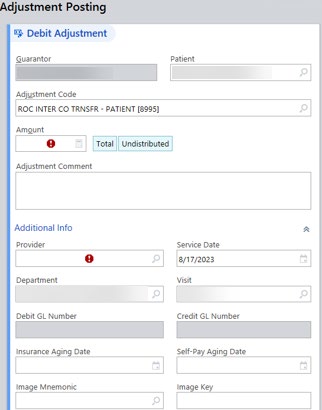 Adjustment Posting
Debit Adjustment
Guarantor Patient
Adjustment Code
ROC INTER CO TRNSFR - PATIENT [8995]
Amount
Total Undistributed
Adjustment Comment
Additional Info
Provider Service Date
8/17/2023
Department Visit
Debit GL Number Credit GL Number
Insurance Aging Date Self-Pay Aging Date
Image Mnemonic Image Key